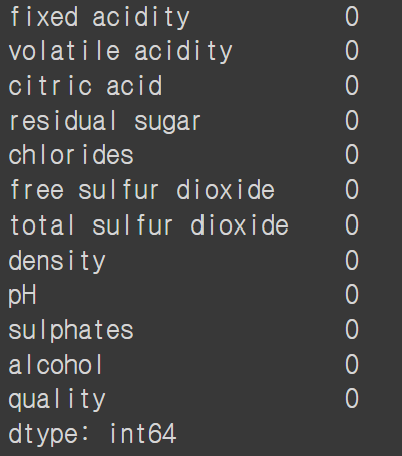 fixed acidity 0
volatile acidity 0
citric acid 0
residual sugar 0
chlorides 0
free sulfur dioxide 0
total sulfur dioxide 0
density 0
pH 0
sulphates 0
alcohol 0
quality 0
dtype: int64